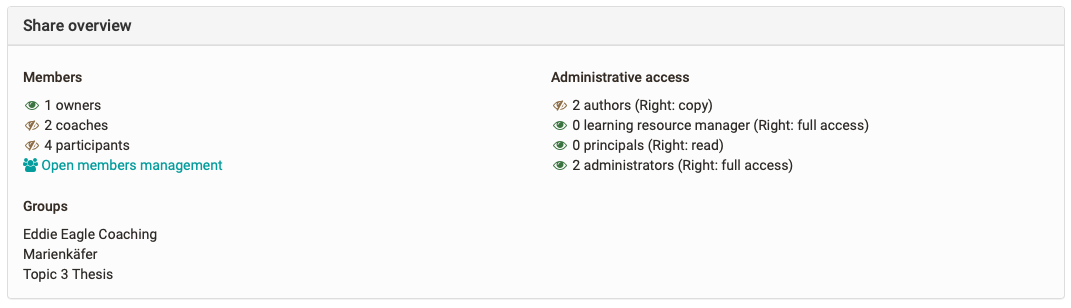 Share overview
Members
1 owners
2 coaches
4 participants
Open members management
Groups
Eddie Eagle Coaching
Marienkäfer
Topic 3 Thesis
Administrative access
2 authors (Right: copy)
0 learning resource manager (Right: full access)
0 principals (Right: read)
2 administrators (Right: full access)